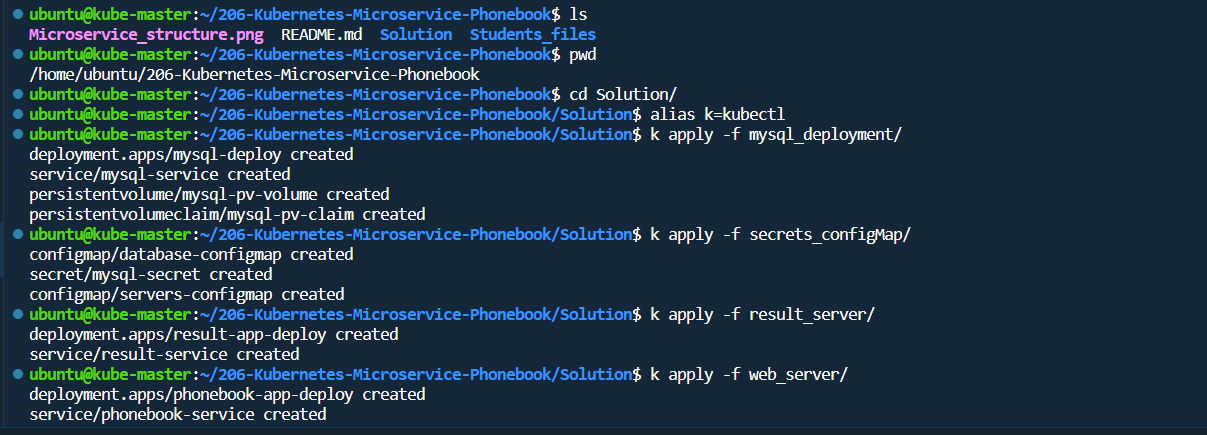 ubuntu@kube-master:~/206-Kubernetes-Microservice-Phonebook$ ls
Microservice_structure.png  README.md  Solution  Students_files
ubuntu@kube-master:~/206-Kubernetes-Microservice-Phonebook$ pwd
/home/ubuntu/206-Kubernetes-Microservice-Phonebook
ubuntu@kube-master:~/206-Kubernetes-Microservice-Phonebook$ cd Solution/
ubuntu@kube-master:~/206-Kubernetes-Microservice-Phonebook/Solution$ alias k=kubectl
ubuntu@kube-master:~/206-Kubernetes-Microservice-Phonebook/Solution$ k apply -f mysql_deployment/
deployment.apps/mysql-deploy created
service/mysql-service created
persistentvolume/mysql-pv-volume created
persistentvolumeclaim/mysql-pv-claim created
ubuntu@kube-master:~/206-Kubernetes-Microservice-Phonebook/Solution$ k apply -f secrets_configMap/
configmap/database-configmap created
secret/mysql-secret created
configmap/servers-configmap created
ubuntu@kube-master:~/206-Kubernetes-Microservice-Phonebook/Solution$ k apply -f result_server/
deployment.apps/result-app-deploy created
service/result-service created
ubuntu@kube-master:~/206-Kubernetes-Microservice-Phonebook/Solution$ k apply -f web_server/
deployment.apps/phonebook-app-deploy created
service/phonebook-service created